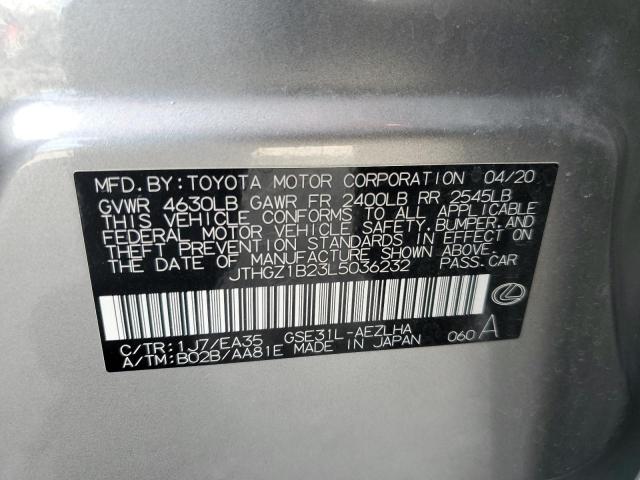 MFD.BY:TOYOTA MOTOR CORPORATION 04/20
GVWR 4630LB GAWR FR 2400LB RR 2545LB
THIS VEHICLE CONFORMS TO ALL APPLICABLE
FEDERAL MOTOR VEHICLE SAFETY,BUMPER,AND
THEFT PREVENTION STANDARDS IN EFFECT ON
THE DATE OF MANUFACTURE SHOWN ABOVE.
JTHGZ1B23L5036232 PASS.CAR
C/TR:1J7/EA35 GSE31L-AEZLHA
A/TM:B02B/AA81E MADE IN JAPAN 060 A